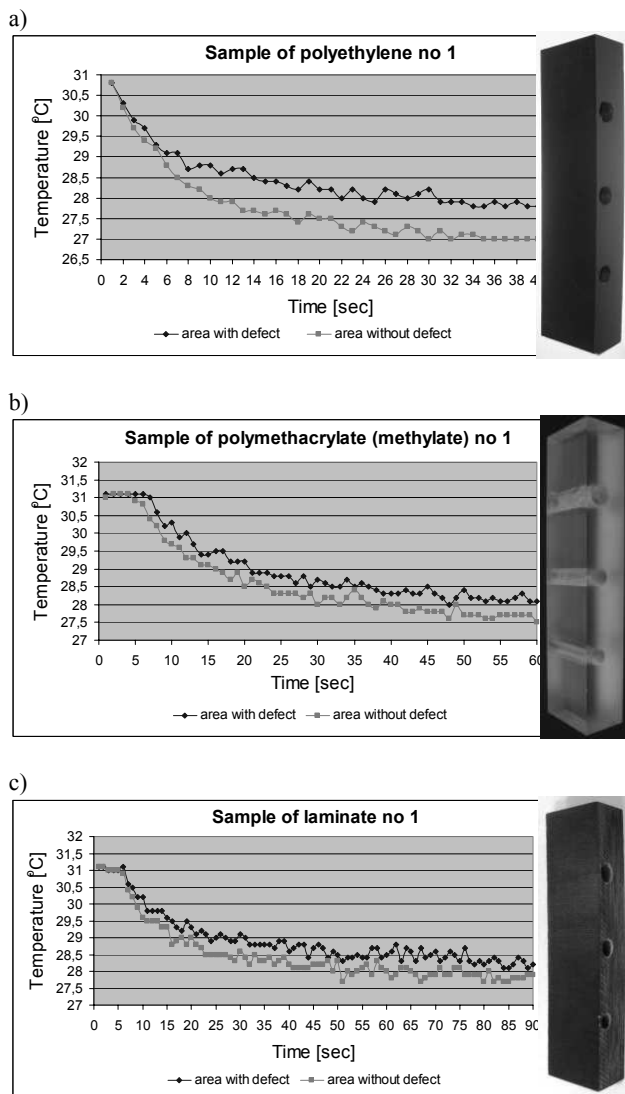 a)
Sample of polyethylene no 1
Temperature [°C]
31
30,5
30
29,5
29
28,5
28
27,5
27
26,5
0 2 4 6 8 10 12 14 16 18 20 22 24 26 28 30 32 34 36 38 4
Time [sec]
area with defect area without defect
b)
Sample of polymethacrylate (methylate) no 1
Temperature [°C]
32
31,5
31
30,5
30
29,5
29
28,5
28
27,5
27
0 5 10 15 20 25 30 35 40 45 50 55 60
Time [sec]
area with defect area without defect
c)
Sample of laminate no 1
Temperature [°C]
32
31,5
31
30,5
30
29,5
29
28,5
28
27,5
27
0 5 10 15 20 25 30 35 40 45 50 55 60 65 70 75 80 85 90
Time [sec]
area with defect area without defect